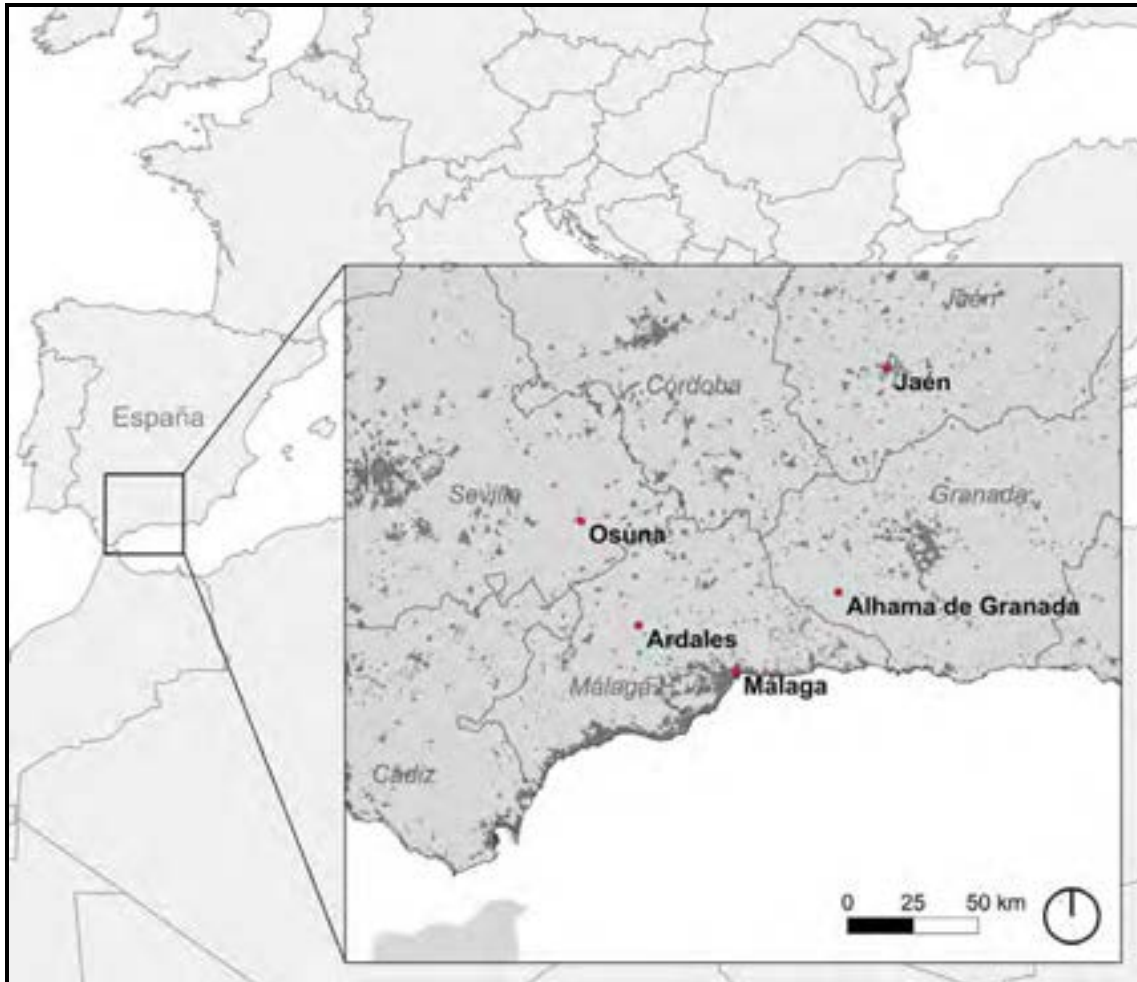 España
Jaén
Jaén
Córdoba
Sevilla
Granada
Osuna
Alhama de Granada
Ardales
Málaga
Málaga
Cádiz
0 25 50 km